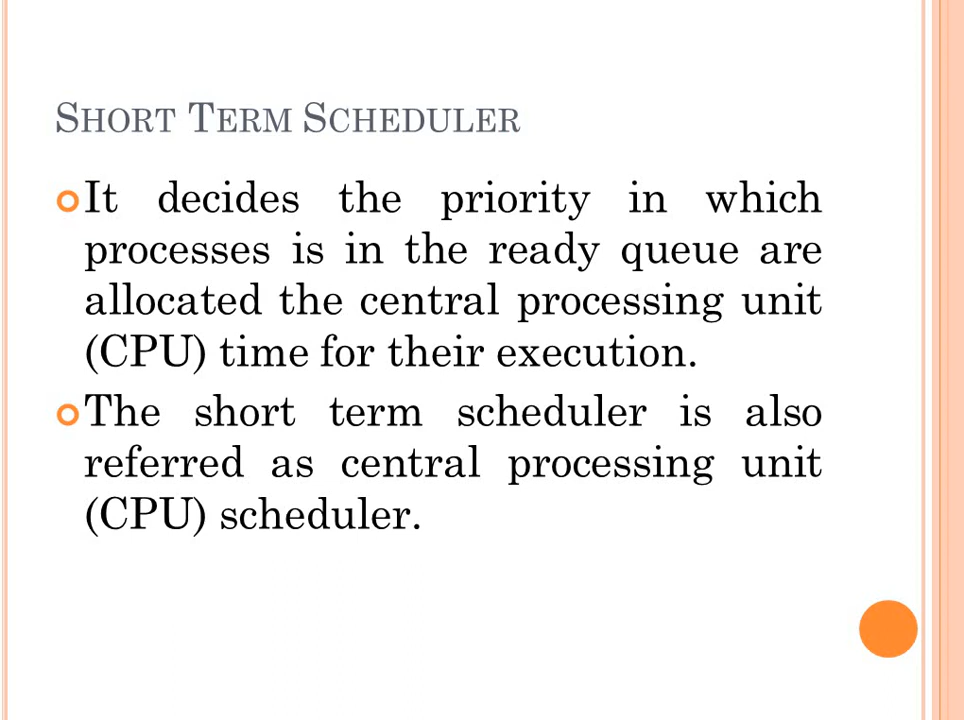 SHORT TERM SCHEDULER
It decides the priority in which
processes is in the ready queue are
allocated the central processing unit
(CPU) time for their execution.
The short term scheduler is also
referred as central processing unit
(CPU) scheduler.